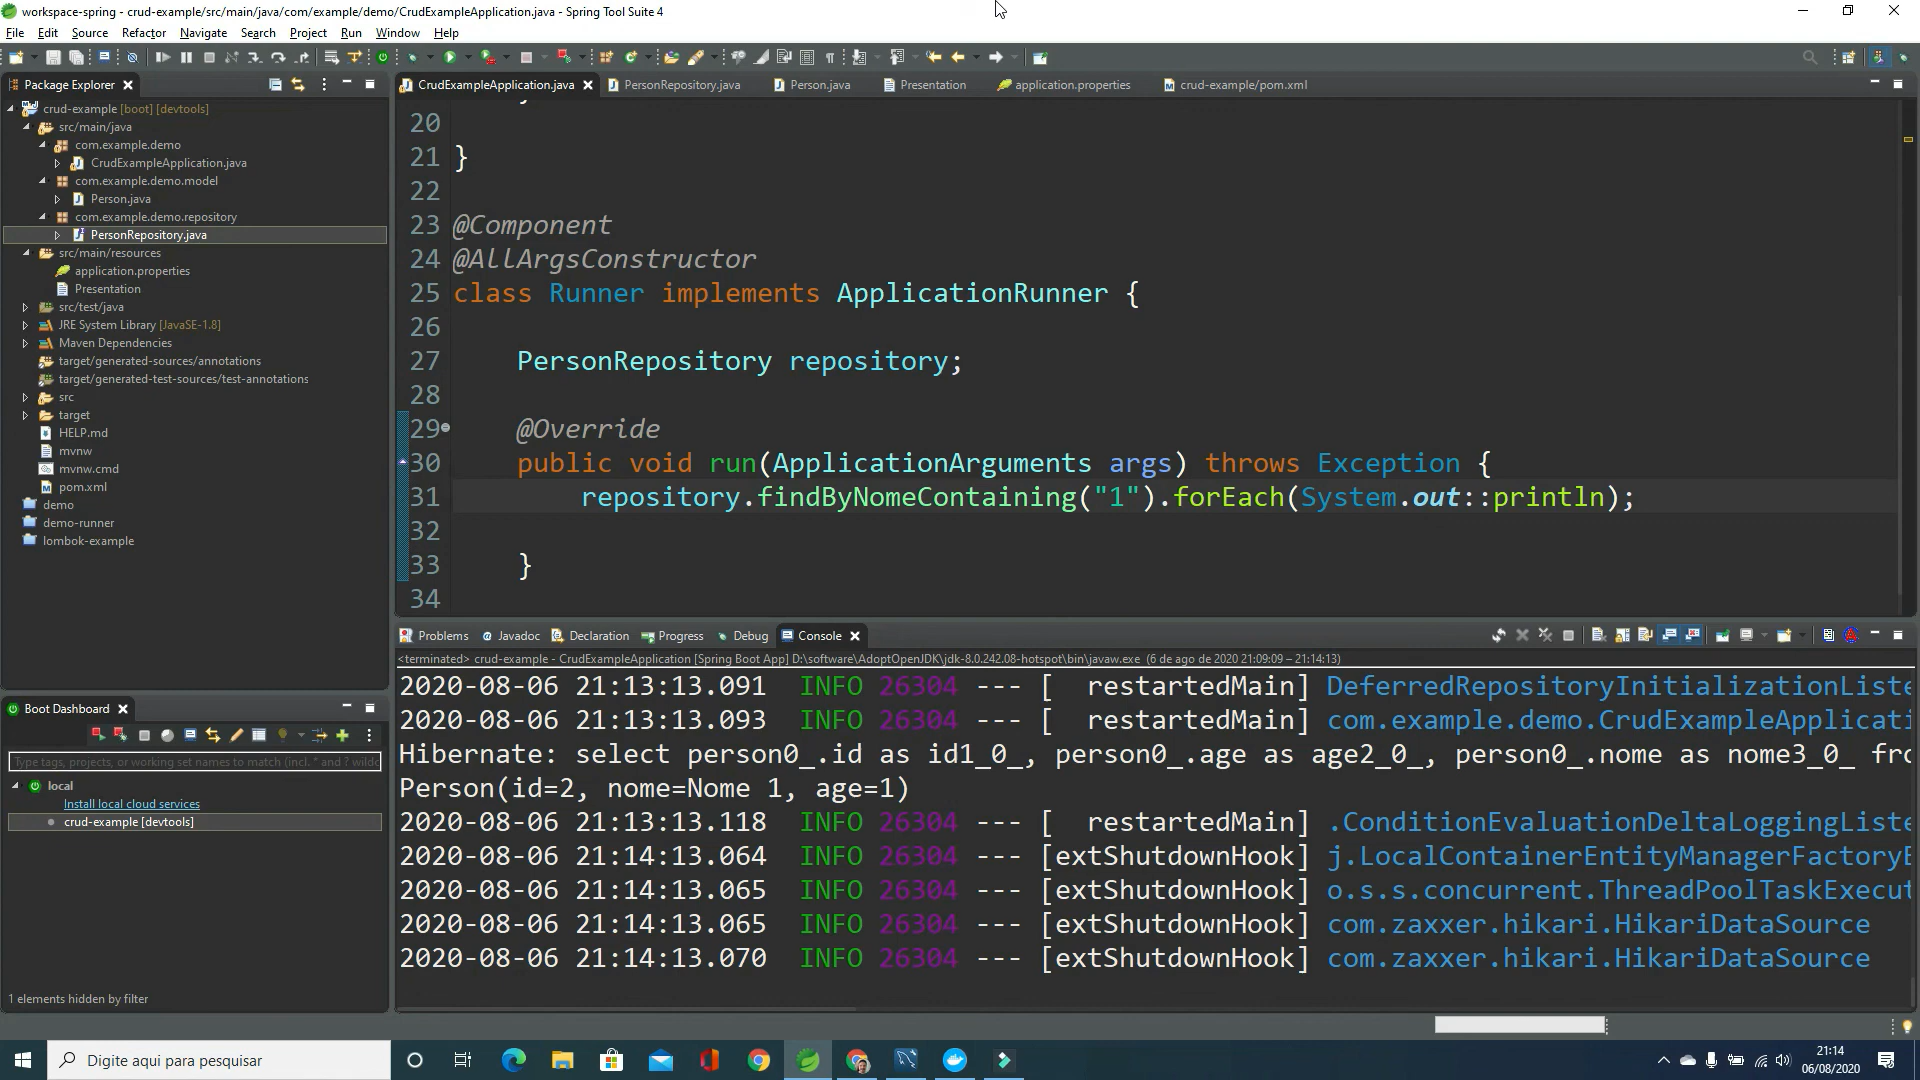 workspace-spring - crud-example/src/main/java/com/example/demo/CrudExampleApplication.java - Spring Tool Suite 4
File Edit Source Refactor Navigate Search Project Run Window Help
Package Explorer
crud-example [boot] [devtools]
src/main/java
com.example.demo
CrudExampleApplication.java
com.example.demo.model
Person.java
com.example.demo.repository
PersonRepository.java
src/main/resources
application.properties
Presentation
src/test/java
JRE System Library [JavaSE-1.8]
Maven Dependencies
target/generated-sources/annotations
target/generated-test-sources/test-annotations
src
target
HELP.md
mvnw
mvnw.cmd
pom.xml
demo
demo-runner
lombok-example
CrudExampleApplication.java PersonRepository.java Person.java Presentation application.properties crud-example/pom.xml
20
21 }
22
23 @Component
24 @AllArgsConstructor
25 class Runner implements ApplicationRunner {
26
27 PersonRepository repository;
28
29 @Override
30 public void run(ApplicationArguments args) throws Exception {
31 repository.findByNomeContaining("1").forEach(System.out::println);
32
33 }
34
Boot Dashboard
Type tags, projects, or working set names to match (incl. * and ? wildc
local
Install local cloud services
crud-example [devtools]
1 elements hidden by filter
Problems Javadoc Declaration Progress Debug Console
<terminated> crud-example - CrudExampleApplication [Spring Boot App] D:\software\AdoptOpenJDK\jdk-8.0.242.08-hotspot\bin\javaw.exe (6 de ago de 2020 21:09:09 – 21:14:13)
2020-08-06 21:13:13.091 INFO 26304 --- [ restartedMain] DeferredRepositoryInitializationListe
2020-08-06 21:13:13.093 INFO 26304 --- [ restartedMain] com.example.demo.CrudExampleApplicati
Hibernate: select person0_.id as id1_0_, person0_.age as age2_0_, person0_.nome as nome3_0_ fro
Person(id=2, nome=Nome 1, age=1)
2020-08-06 21:13:13.118 INFO 26304 --- [ restartedMain] .ConditionEvaluationDeltaLoggingListe
2020-08-06 21:14:13.064 INFO 26304 --- [extShutdownHook] j.LocalContainerEntityManagerFactoryB
2020-08-06 21:14:13.065 INFO 26304 --- [extShutdownHook] o.s.s.concurrent.ThreadPoolTaskExecut
2020-08-06 21:14:13.065 INFO 26304 --- [extShutdownHook] com.zaxxer.hikari.HikariDataSource
2020-08-06 21:14:13.070 INFO 26304 --- [extShutdownHook] com.zaxxer.hikari.HikariDataSource
Digite aqui para pesquisar
21:14
06/08/2020